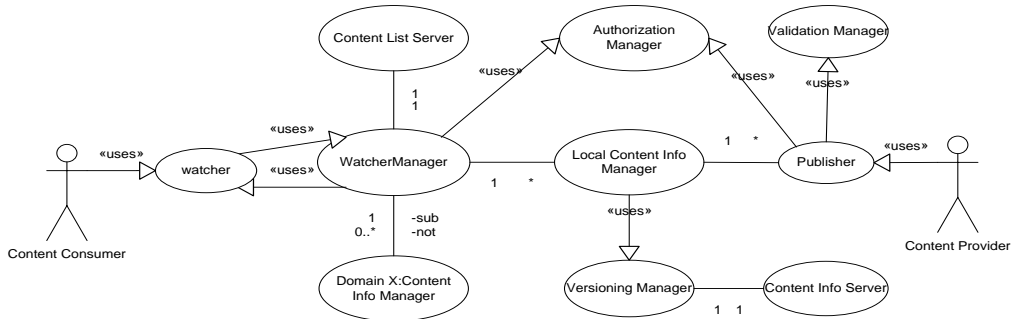 Content List Server
Authorization
Manager
Validation Manager
«uses»
«uses»
«uses»
1
1
«uses»
«uses»
watcher
«uses»
WatcherManager
Local Content Info
Manager
1 *
Publisher
«uses»
1 *
«uses»
Content Consumer
Content Provider
1 -sub
0..* -not
Domain X:Content
Info Manager
Versioning Manager
Content Info Server
1 1